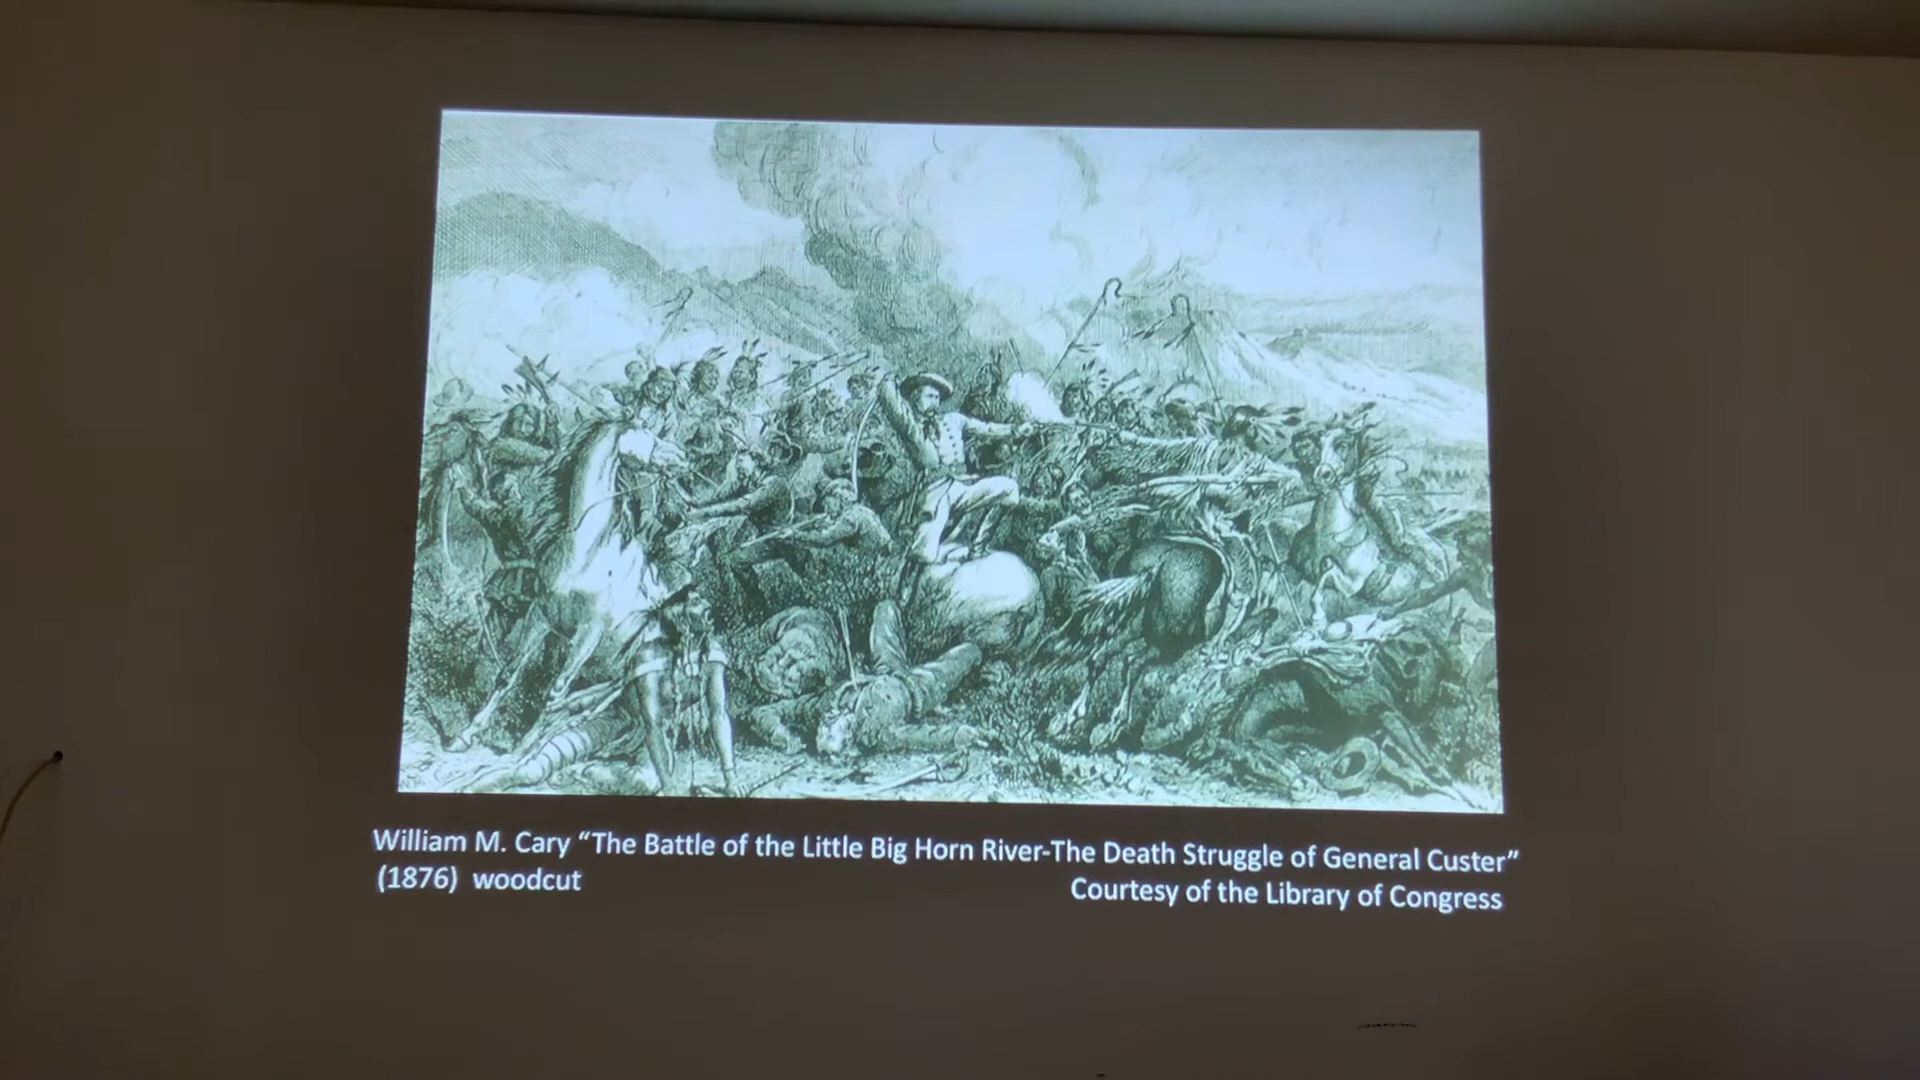 William M. Cary “The Battle of the Little Big Horn River-The Death Struggle of General Custer”
(1876) woodcut
Courtesy of the Library of Congress